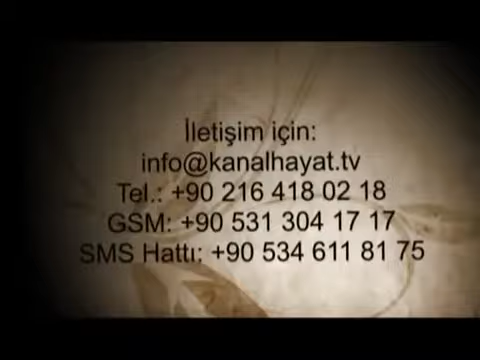 İletişim için:
info@kanalhayat.tv
Tel.: +90 216 418 02 18
GSM: +90 531 304 17 17
SMS Hattı: +90 534 611 81 75